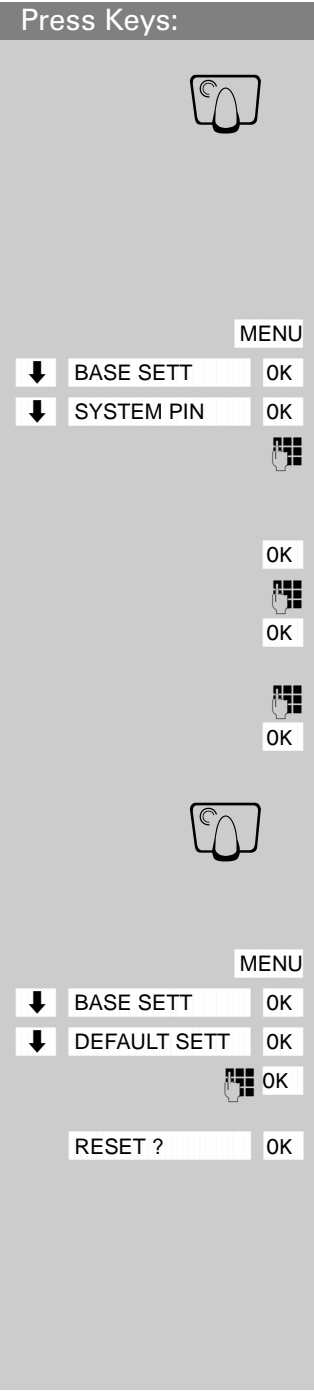 Press Keys:
MENU
BASE SETT OK
SYSTEM PIN OK
OK
OK
OK
MENU
BASE SETT OK
DEFAULT SETT OK
OK
RESET ? OK